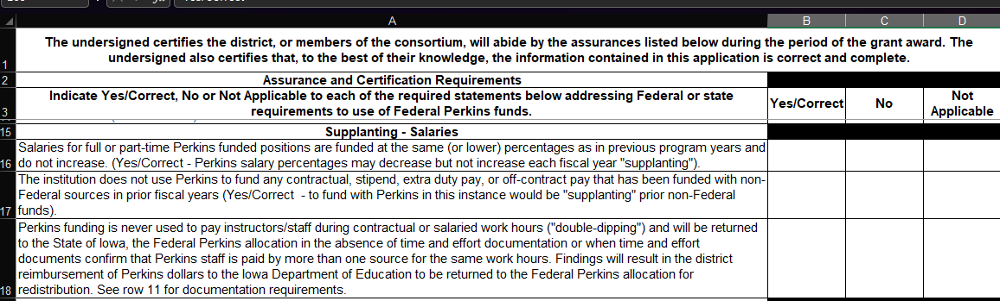 A B C D
The undersigned certifies the district, or members of the consortium, will abide by the assurances listed below during the period of the grant award. The
undersigned also certifies that, to the best of their knowledge, the information contained in this application is correct and complete.
1
2 Assurance and Certification Requirements
Indicate Yes/Correct, No or Not Applicable to each of the required statements below addressing Federal or state
requirements to use of Federal Perkins funds.
3
Yes/Correct
No
Not
Applicable
15 Supplanting - Salaries
Salaries for full or part-time Perkins funded positions are funded at the same (or lower) percentages as in previous program years and
16 do not increase. (Yes/Correct - Perkins salary percentages may decrease but not increase each fiscal year "supplanting").
The institution does not use Perkins to fund any contractual, stipend, extra duty pay, or off-contract pay that has been funded with non-
Federal sources in prior fiscal years (Yes/Correct - to fund with Perkins in this instance would be "supplanting" prior non-Federal
17 funds).
Perkins funding is never used to pay instructors/staff during contractual or salaried work hours ("double-dipping") and will be returned
to the State of Iowa, the Federal Perkins allocation in the absence of time and effort documentation or when time and effort
documents confirm that Perkins staff is paid by more than one source for the same work hours. Findings will result in the district
reimbursement of Perkins dollars to the Iowa Department of Education to be returned to the Federal Perkins allocation for
18 redistribution. See row 11 for documentation requirements.